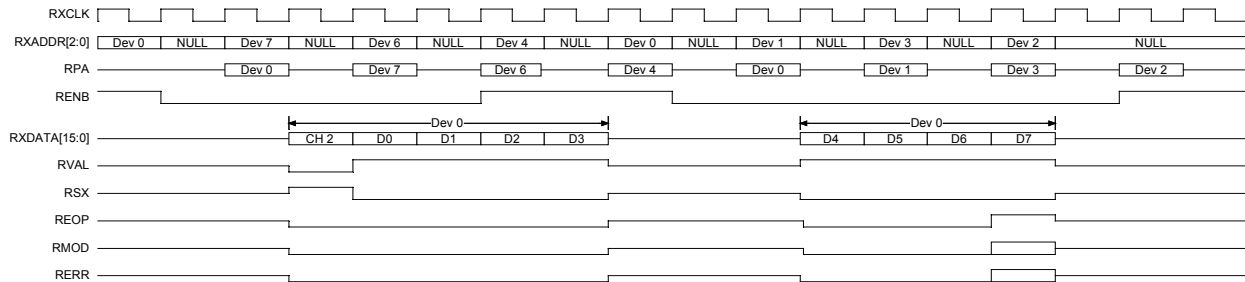 RXCLK
RXADDR[2:0] Dev 0 NULL Dev 7 NULL Dev 6 NULL Dev 4 NULL Dev 0 NULL Dev 1 NULL Dev 3 NULL Dev 2 NULL
RPA Dev 0 Dev 7 Dev 6 Dev 4 Dev 0 Dev 1 Dev 3 Dev 2
RENB
Dev 0 Dev 0
RXDATA[15:0] CH 2 D0 D1 D2 D3 D4 D5 D6 D7
RVAL
RSX
REOP
RMOD
RERR